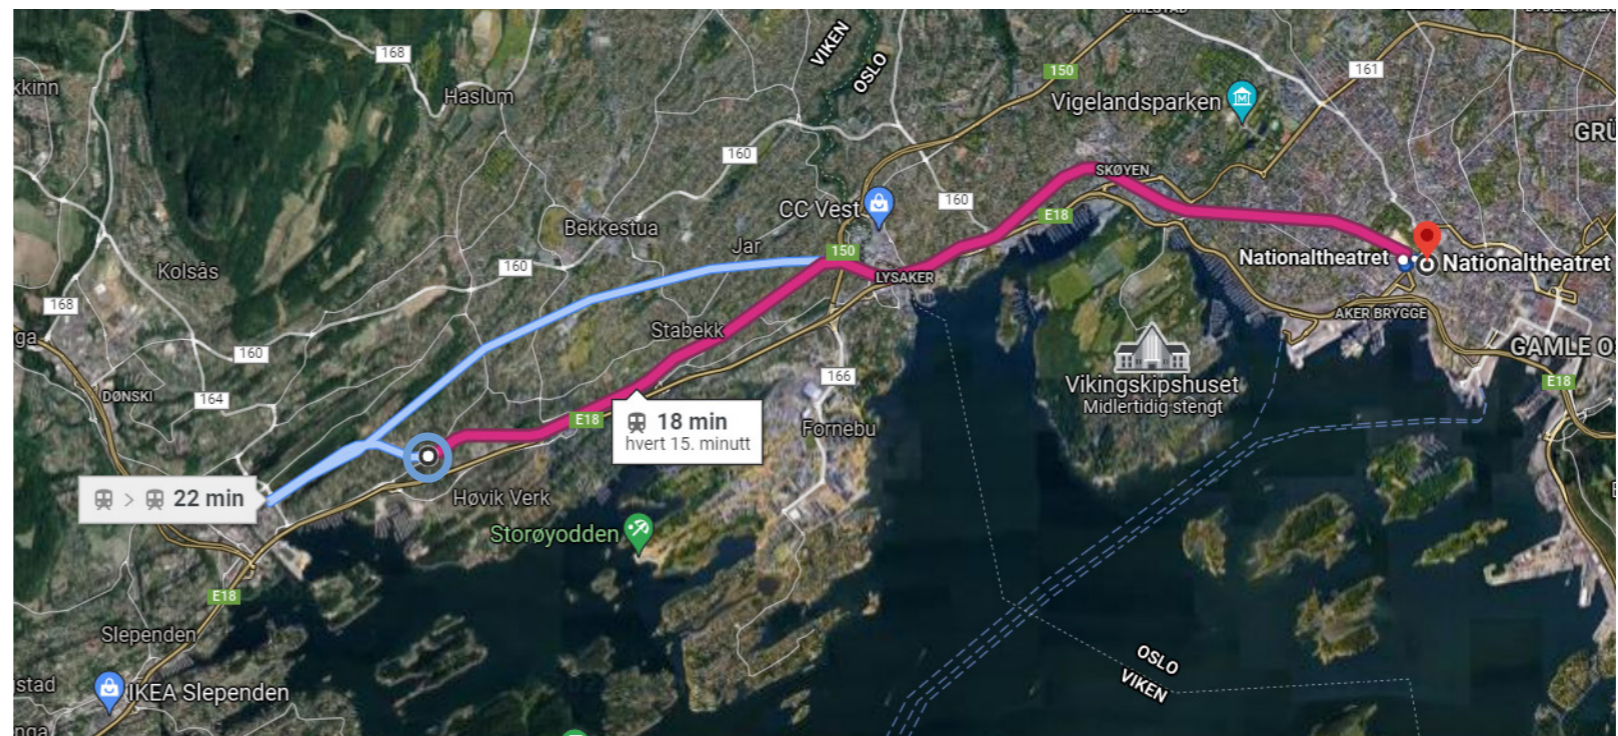 168
VIKEN
OSLO
150
161
kkinn
Haslum
Vigelandsparken
GRÜ
160
CC Vest
160
SKØYEN
E18
Bekkestua
Jar
150
Kolsås
160
LYSAKER
Nationaltheatret
Nationaltheatret
168
AKER BRYGGE
Stabekk
ga
160
GAMLE O
DØNSKI
164
166
Vikingskipshuset
Midlertidig stengt
E18
E18
18 min
hvert 15. minutt
Fornebu
> 22 min
Høvik Verk
Storøyodden
E18
Slependen
OSLO
VIKEN
stad
IKEA Slependen